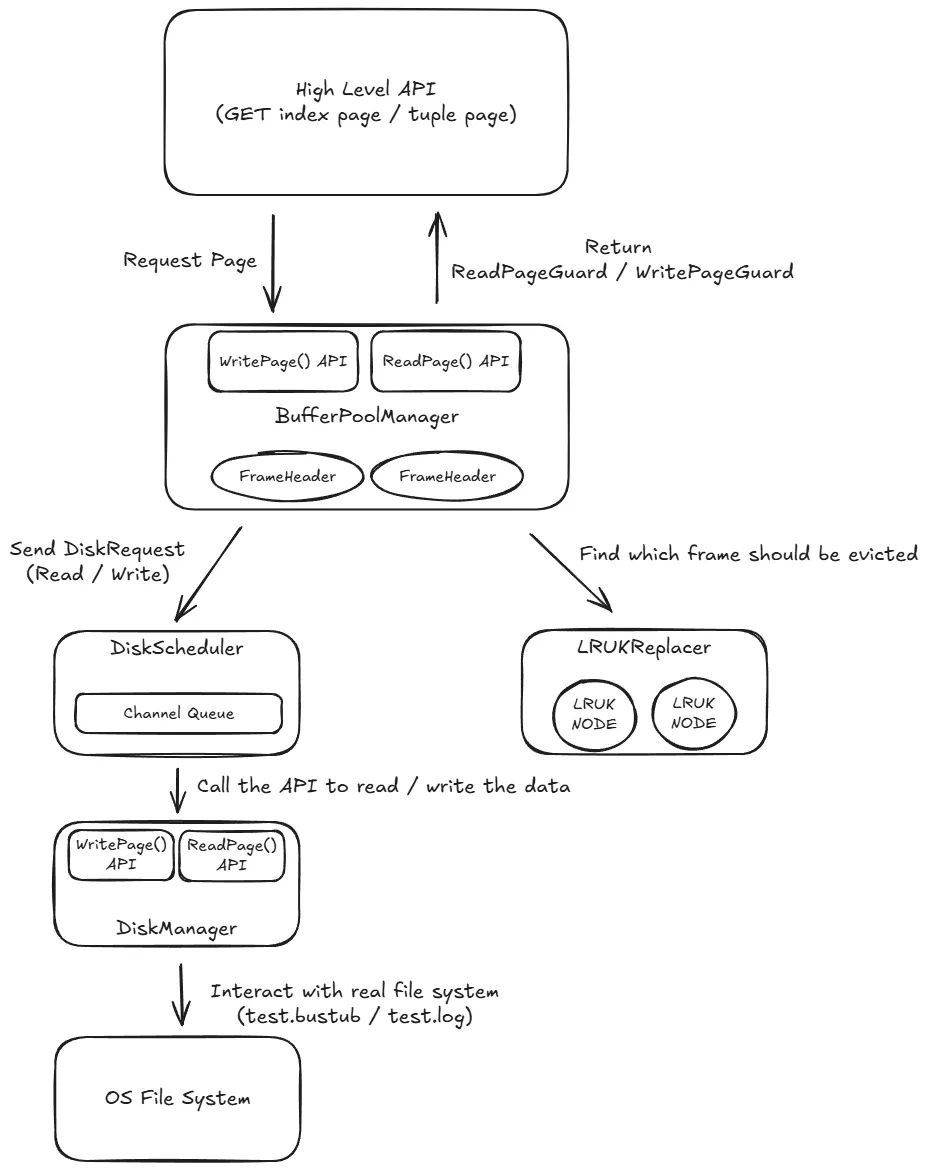 High Level API
(GET index page / tuple page)
Request Page
Return
ReadPageGuard / WritePageGuard
WritePage() API
ReadPage() API
BufferPoolManager
FrameHeader
FrameHeader
Send DiskRequest
(Read / Write)
Find which frame should be evicted
DiskScheduler
Channel Queue
LRUKReplacer
LRUK
NODE
LRUK
NODE
Call the API to read / write the data
WritePage()
API
ReadPage()
API
DiskManager
Interact with real file system
(test.bustub / test.log)
OS File System